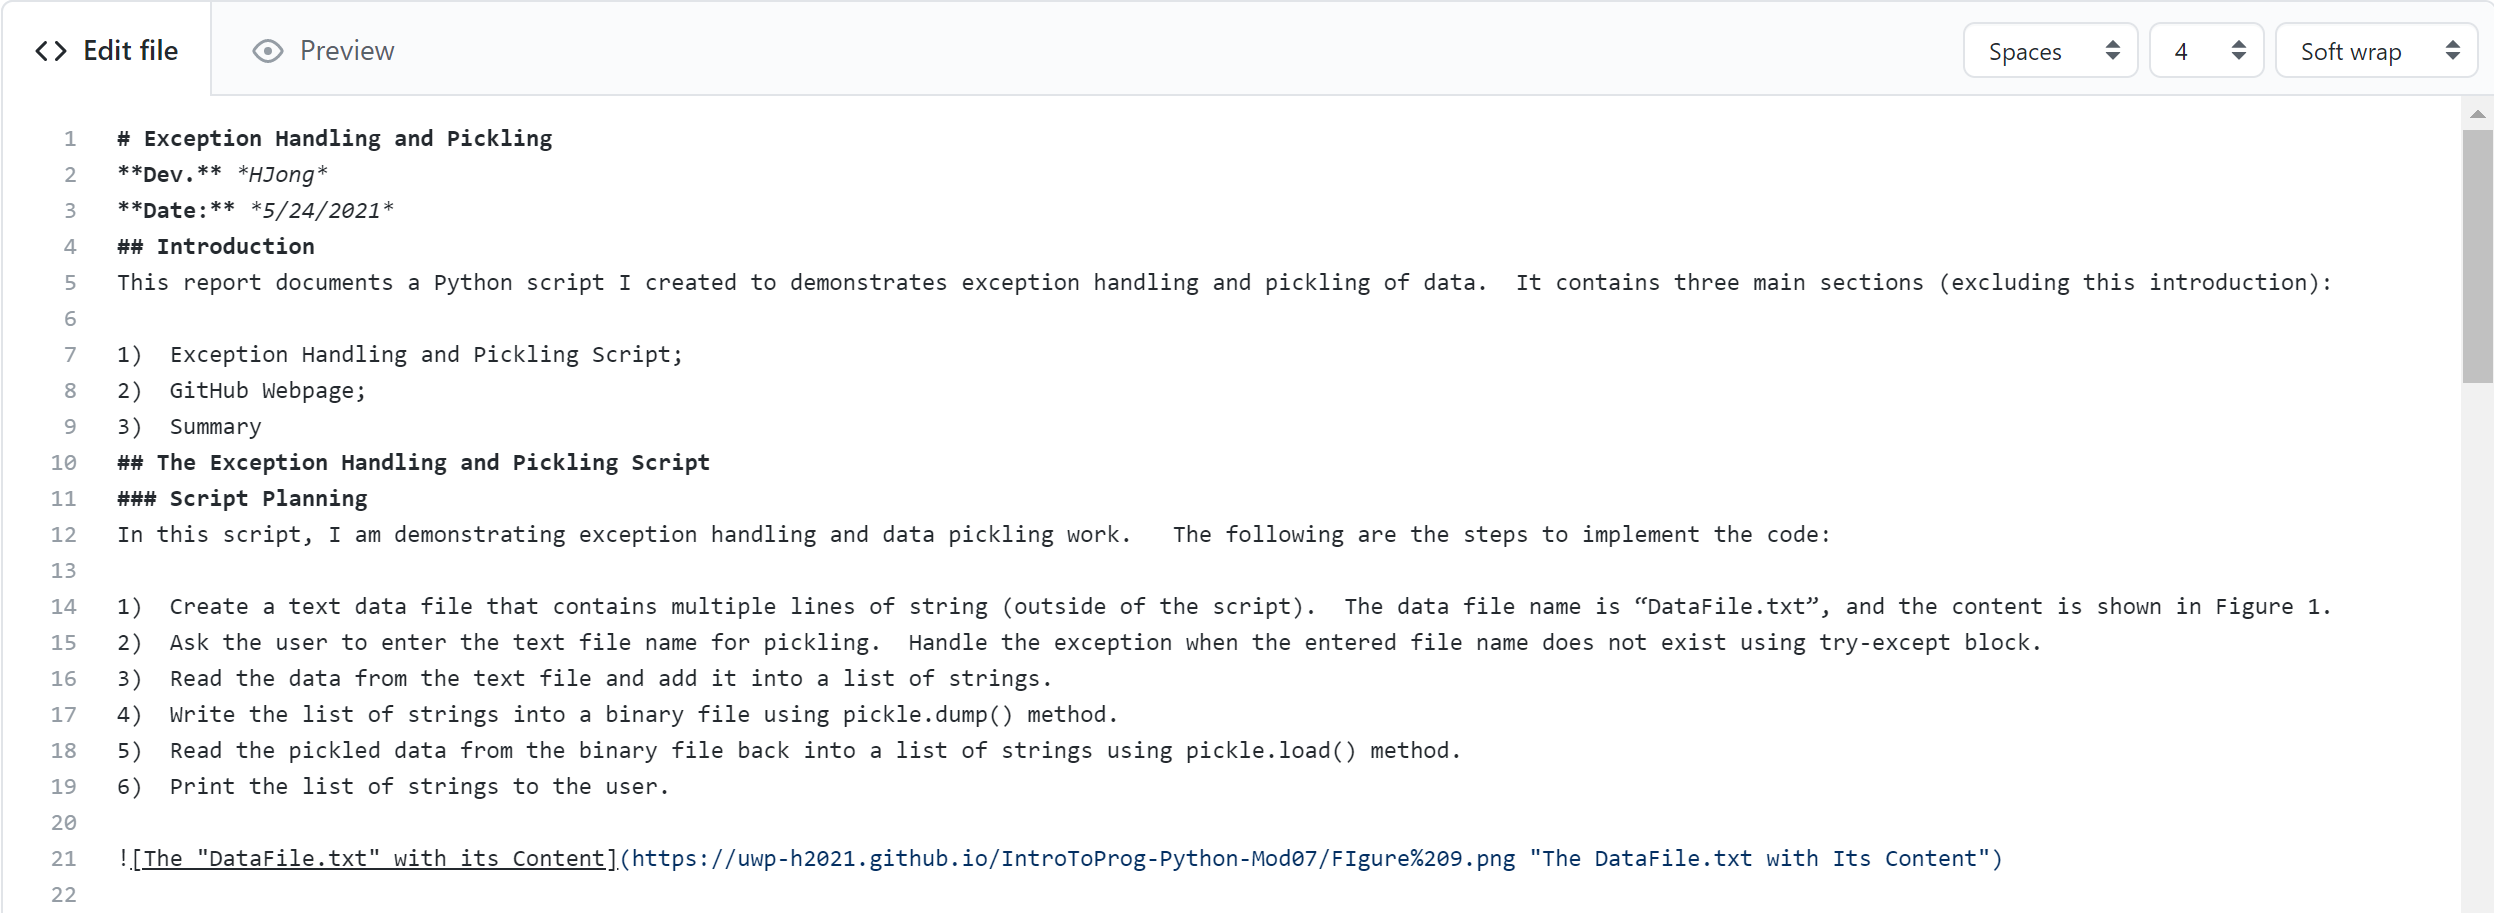 Edit file Preview Spaces 4 Soft wrap
1 # Exception Handling and Pickling
2 **Dev.** *HJong*
3 **Date:** *5/24/2021*
4 ## Introduction
5 This report documents a Python script I created to demonstrates exception handling and pickling of data.  It contains three main sections (excluding this introduction):
6
7 1)  Exception Handling and Pickling Script;
8 2)  GitHub Webpage;
9 3)  Summary
10 ## The Exception Handling and Pickling Script
11 ### Script Planning
12 In this script, I am demonstrating exception handling and data pickling work.   The following are the steps to implement the code:
13
14 1)  Create a text data file that contains multiple lines of string (outside of the script).  The data file name is “DataFile.txt”, and the content is shown in Figure 1.
15 2)  Ask the user to enter the text file name for pickling.  Handle the exception when the entered file name does not exist using try-except block.
16 3)  Read the data from the text file and add it into a list of strings.
17 4)  Write the list of strings into a binary file using pickle.dump() method.
18 5)  Read the pickled data from the binary file back into a list of strings using pickle.load() method.
19 6)  Print the list of strings to the user.
20
21 ![The "DataFile.txt" with its Content](https://uwp-h2021.github.io/IntroToProg-Python-Mod07/FIgure%209.png "The DataFile.txt with Its Content")
22